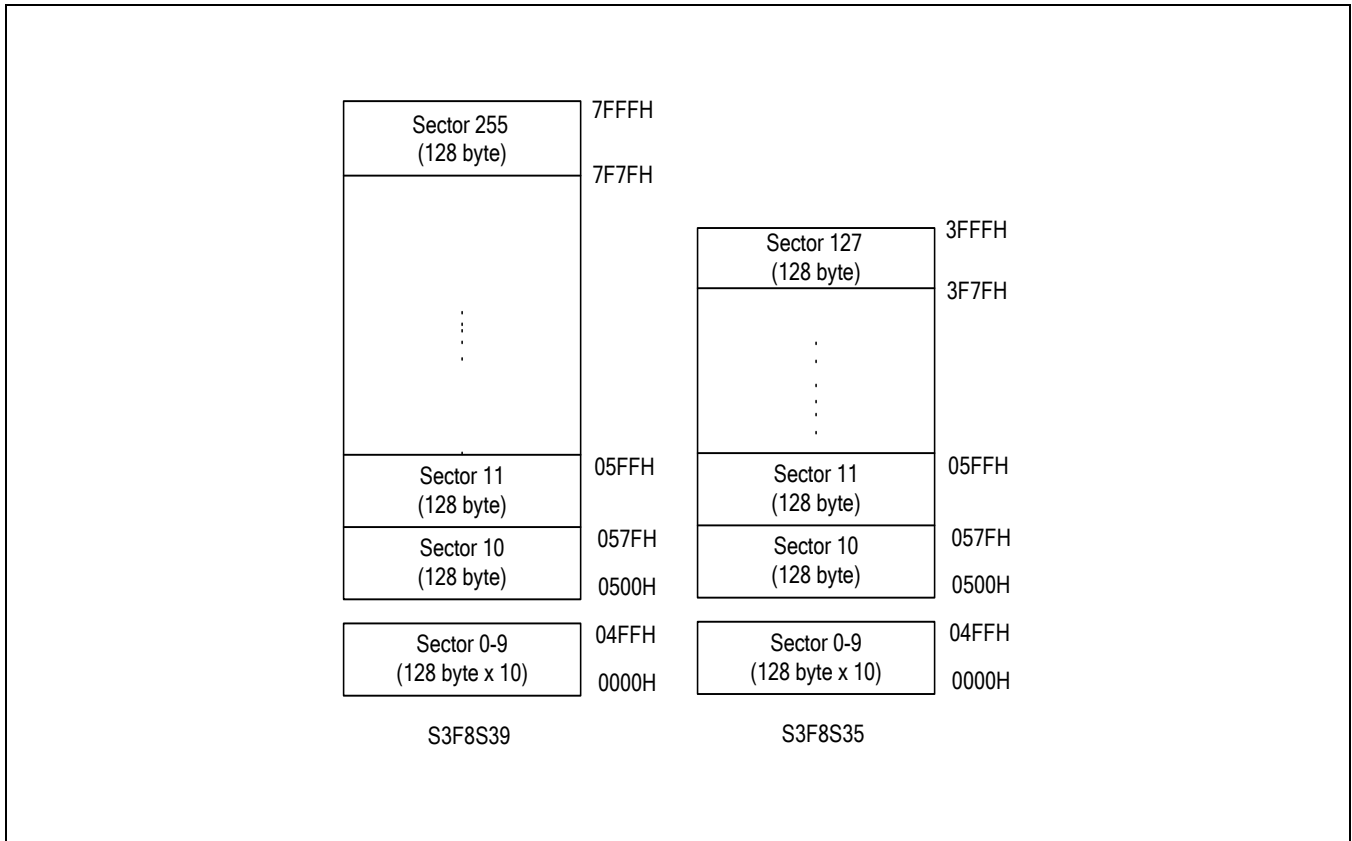 Sector 255
(128 byte)
7FFFH
7F7FH
Sector 11
(128 byte)
05FFH
Sector 10
(128 byte)
057FH
0500H
Sector 0-9
(128 byte x 10)
04FFH
0000H
S3F8S39
Sector 127
(128 byte)
3FFFH
3F7FH
Sector 11
(128 byte)
05FFH
Sector 10
(128 byte)
057FH
0500H
Sector 0-9
(128 byte x 10)
04FFH
0000H
S3F8S35